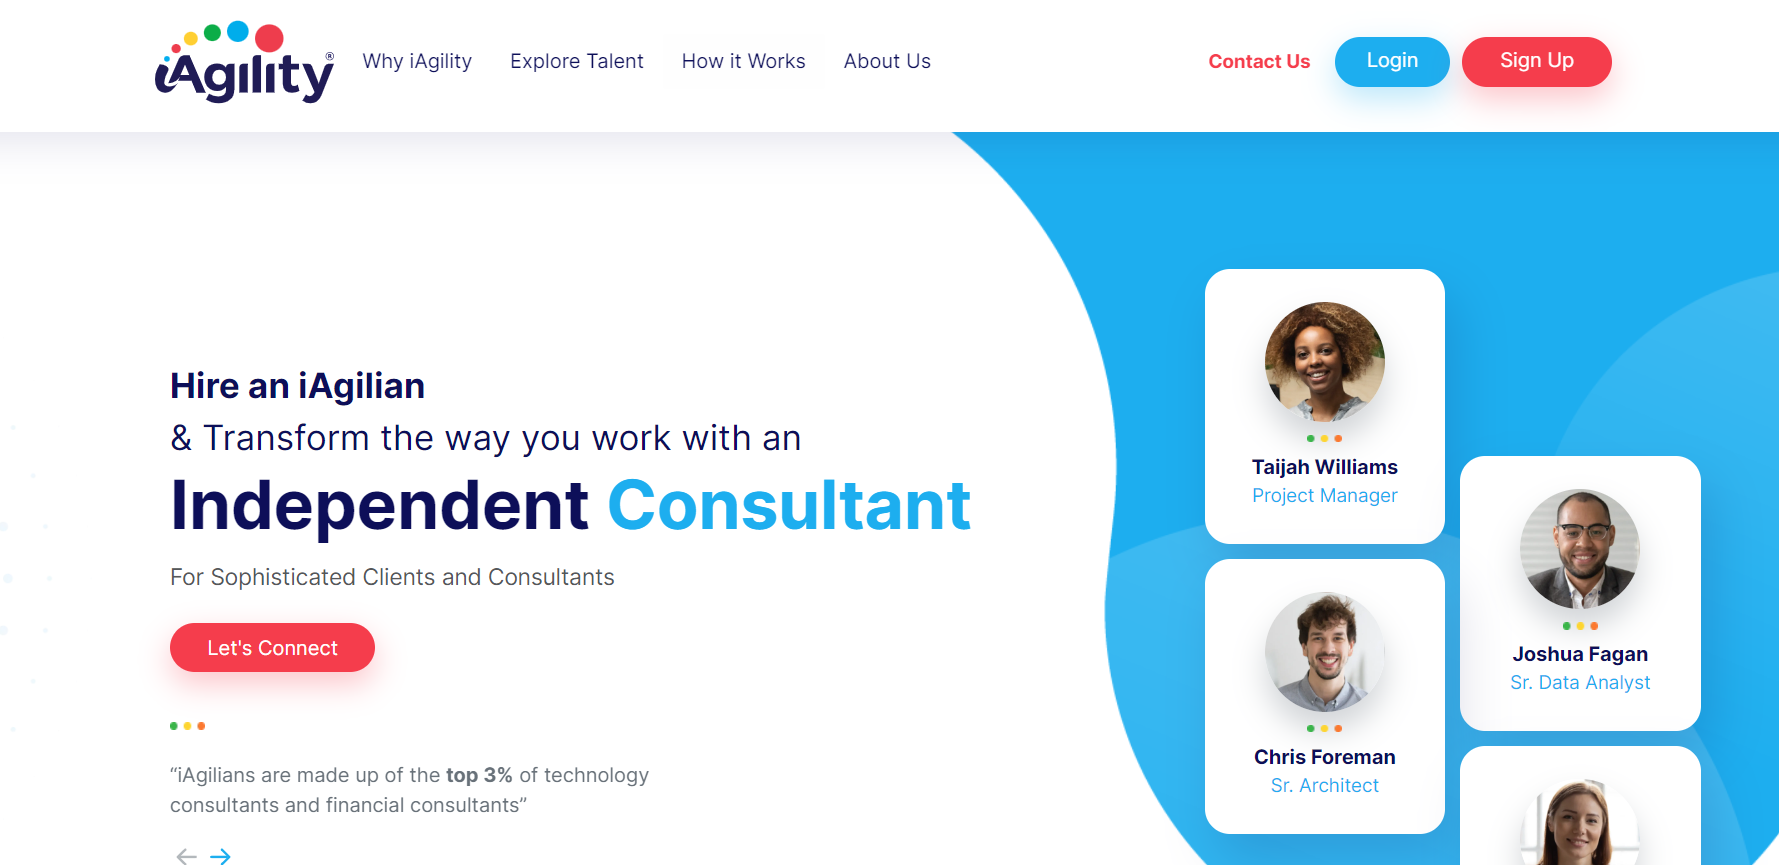 iAgility®
Why iAgility
Explore Talent
How it Works
About Us
Contact Us
Login
Sign Up
Hire an iAgilian
& Transform the way you work with an
Independent Consultant
For Sophisticated Clients and Consultants
Let's Connect
“iAgilians are made up of the top 3% of technology
consultants and financial consultants”
Taijah Williams
Project Manager
Chris Foreman
Sr. Architect
Joshua Fagan
Sr. Data Analyst